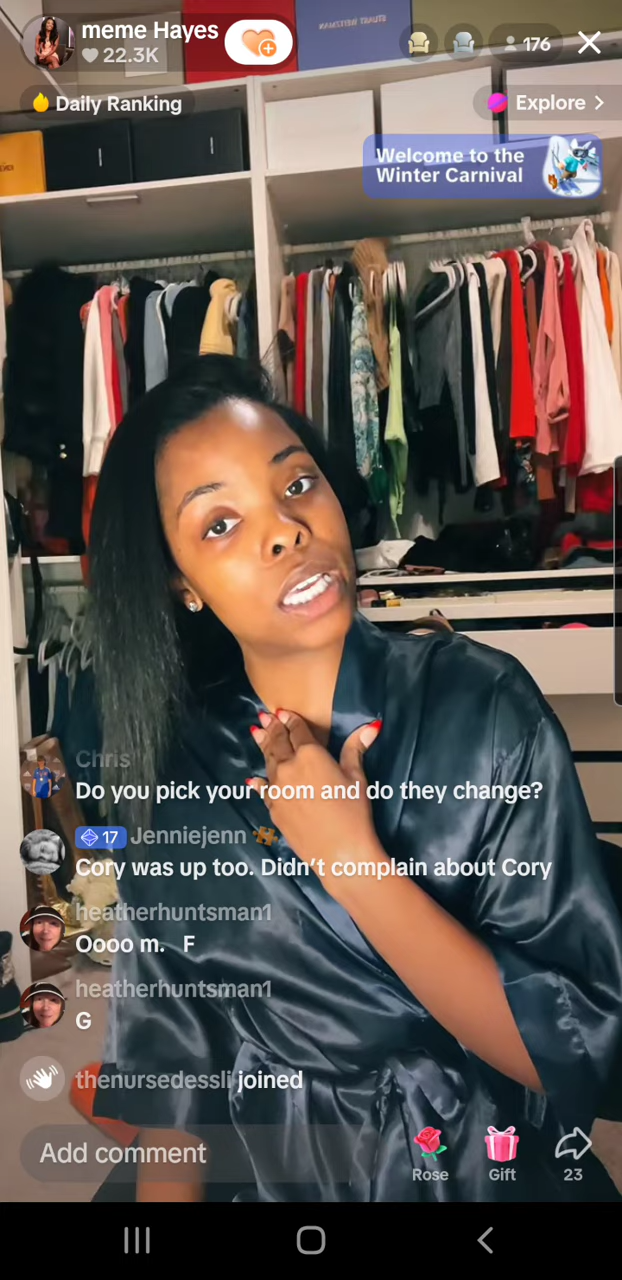 meme Hayes
22.3K
176
Daily Ranking
Explore
Welcome to the
Winter Carnival
Chris
Do you pick your room and do they change?
17 Jenniejenn
Cory was up too. Didn't complain about Cory
heatherhuntsman1
Oooo m. F
heatherhuntsman1
G
thenursedessli joined
Add comment
Rose
Gift
23